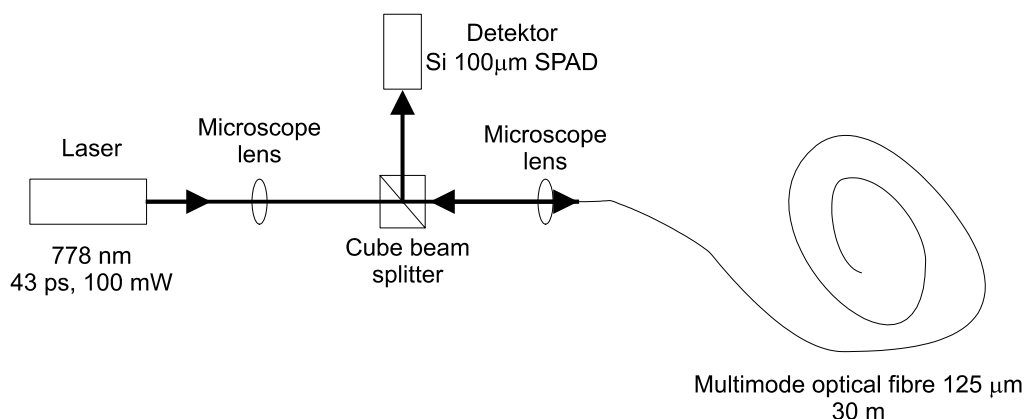 Detektor
Si 100μm SPAD
Laser
Microscope
lens
Microscope
lens
778 nm
43 ps, 100 mW
Cube beam
splitter
Multimode optical fibre 125 μm
30 m